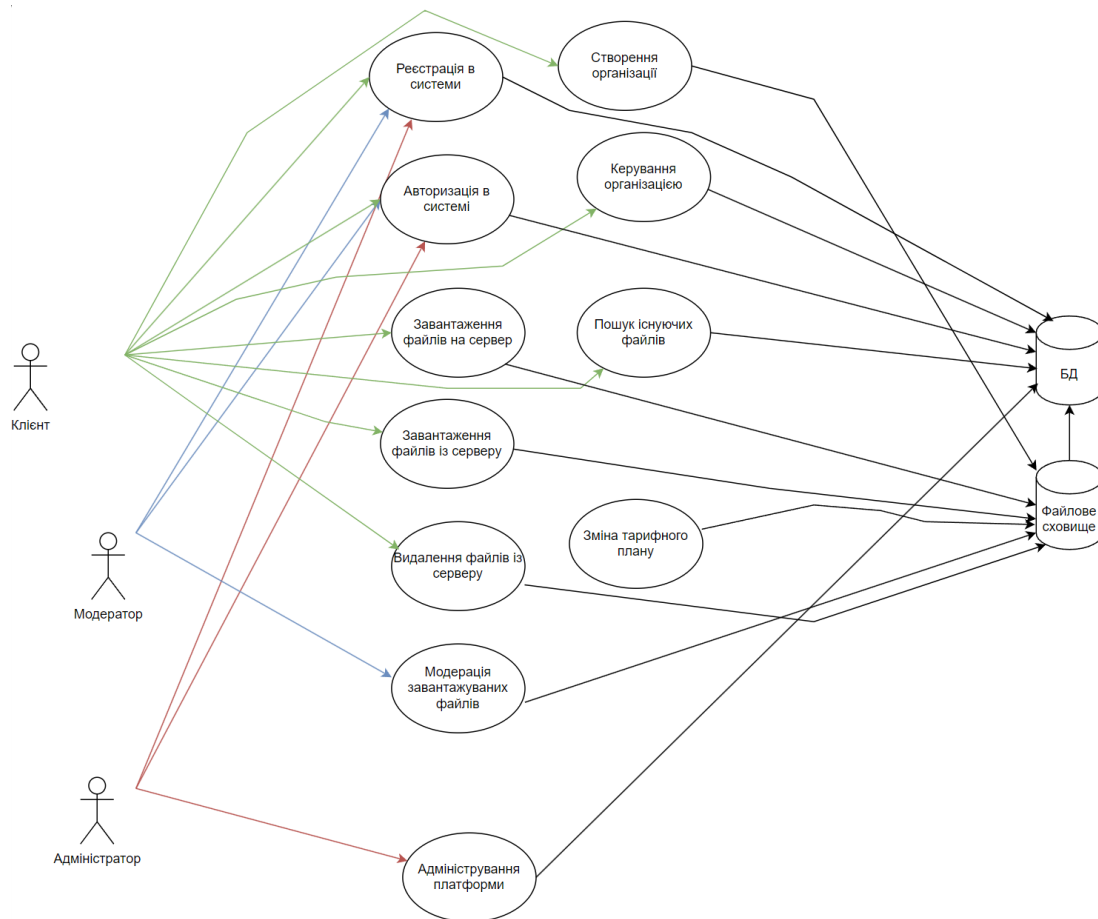 Створення
організації
Реєстрація в
системи
Керування
організацією
Авторизація в
системі
Завантаження
файлів на сервер
Пошук існуючих
файлів
БД
Клієнт
Завантаження
файлів із серверу
Файлове
сховище
Зміна тарифного
плану
Видалення файлів із
серверу
Модератор
Модерація
завантажуваних
файлів
Адміністратор
Адміністрування
платформи